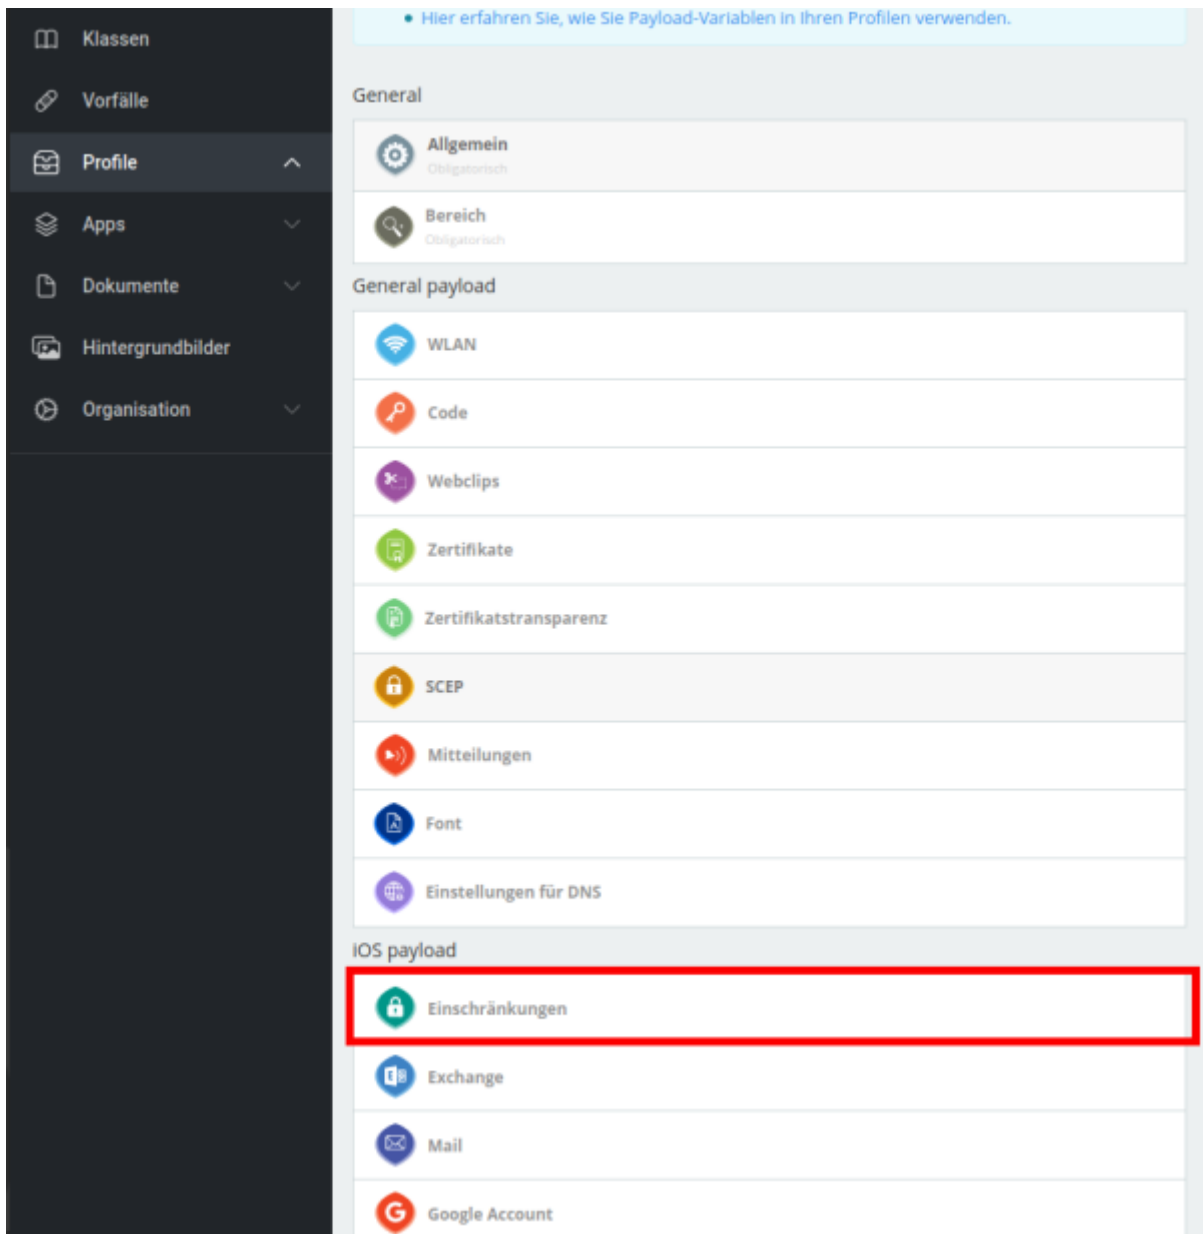 Klassen
Vorfälle
Profile
Apps
Dokumente
Hintergrundbilder
Organisation
Hier erfahren Sie, wie Sie Payload-Variablen in Ihren Profilen verwenden.
General
Allgemein
Obligatorisch
Bereich
Obligatorisch
General payload
WLAN
Code
Webclips
Zertifikate
Zertifikatstransparenz
SCEP
Mitteilungen
Font
Einstellungen für DNS
iOS payload
Einschränkungen
Exchange
Mail
Google Account